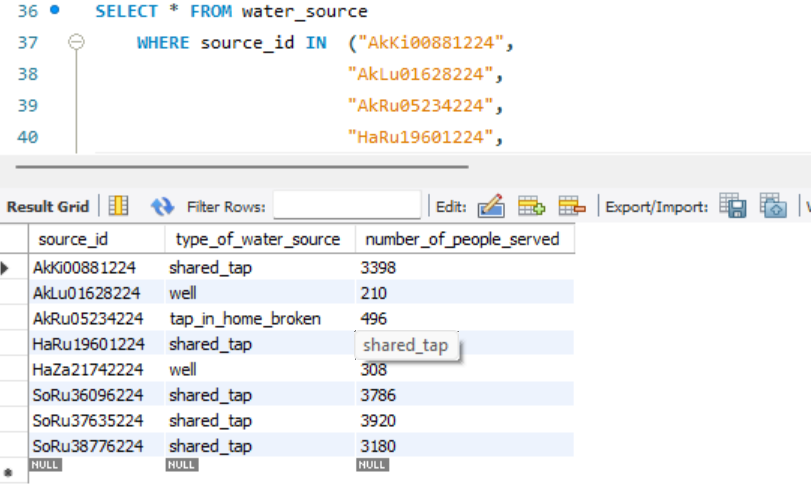 36 SELECT * FROM water_source
37 WHERE source_id IN ("AkKi00881224",
38 "AkLu01628224",
39 "AkRu05234224",
40 "HaRu19601224",
Result Grid Filter Rows: Edit: Export/Import:
source_id type_of_water_source number_of_people_served
AkKi00881224 shared_tap 3398
AkLu01628224 well 210
AkRu05234224 tap_in_home_broken 496
HaRu19601224 shared_tap shared_tap
HaZa21742224 well 308
SoRu36096224 shared_tap 3786
SoRu37635224 shared_tap 3920
SoRu38776224 shared_tap 3180
NULL NULL NULL